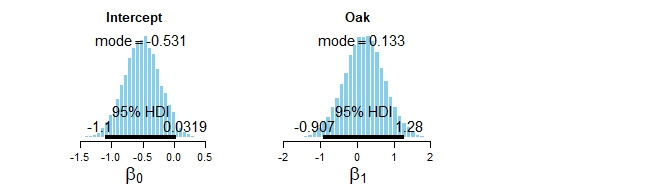 Intercept
mode = -0.531
95% HDI
-1.1 0.0319
-1.5 -1.0 -0.5 0.0 0.5
β0
Oak
mode = 0.133
95% HDI
-0.907 1.28
-2 -1 0 1 2
β1